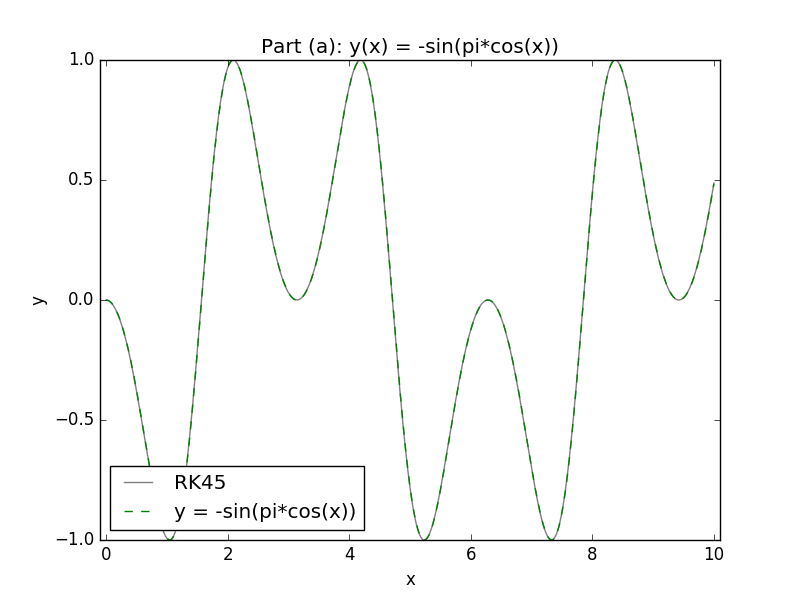 Part (a): y(x) = -sin(pi*cos(x))
1.0
0.5
0.0
−0.5
−1.0
y
RK45
y = -sin(pi*cos(x))
0
2
4
6
8
10
x